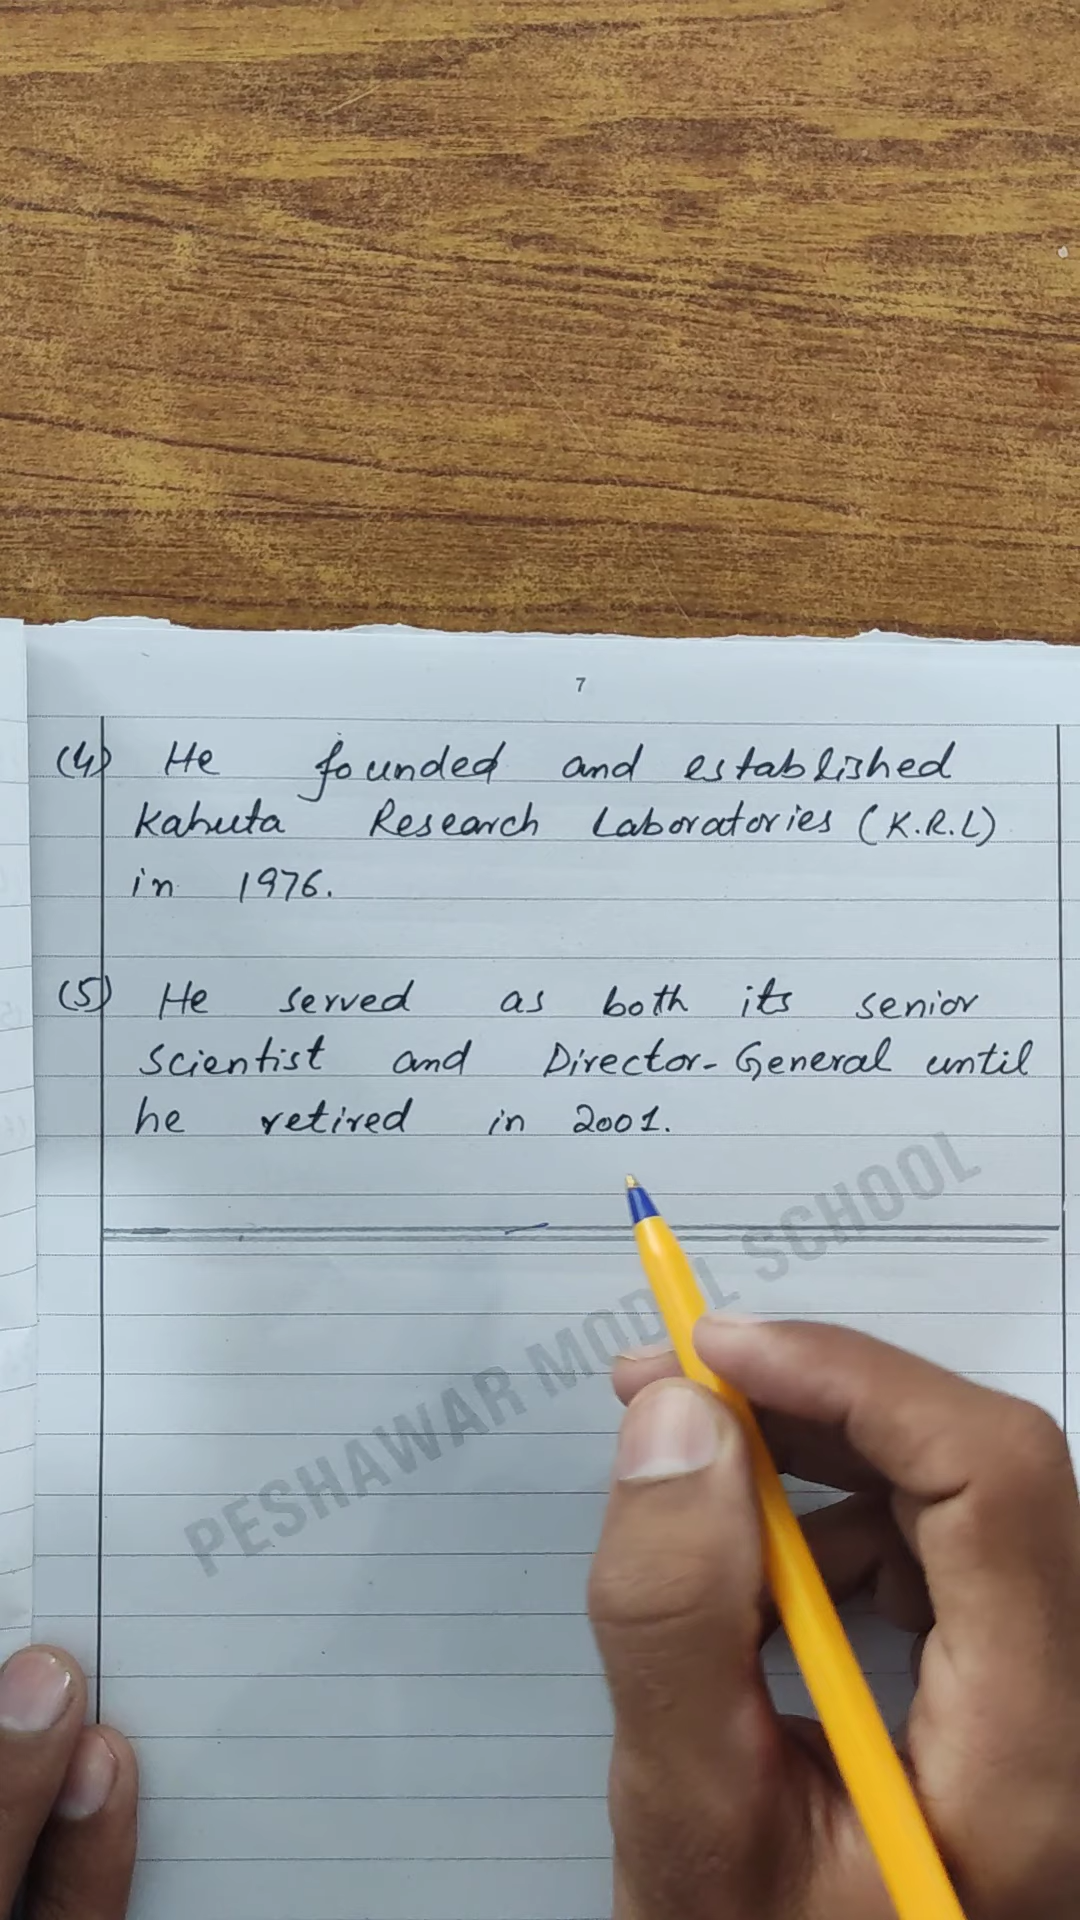 7
(4) He founded and established
Kahuta Research Laboratories (K.R.L)
in 1976.
(5) He served as both its senior
Scientist and Director-General until
he retired in 2001.
PESHAWAR MODEL SCHOOL